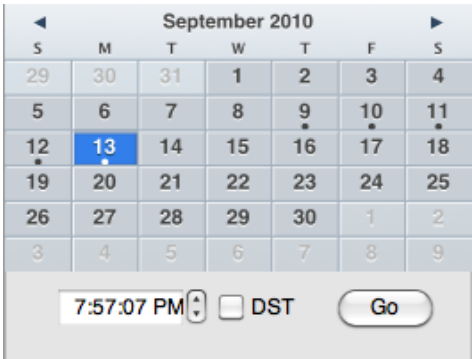 September 2010
S M T W T F S
29 30 31 1 2 3 4
5 6 7 8 9 10 11
12 13 14 15 16 17 18
19 20 21 22 23 24 25
26 27 28 29 30 1 2
3 4 5 6 7 8 9
7:57:07 PM DST Go